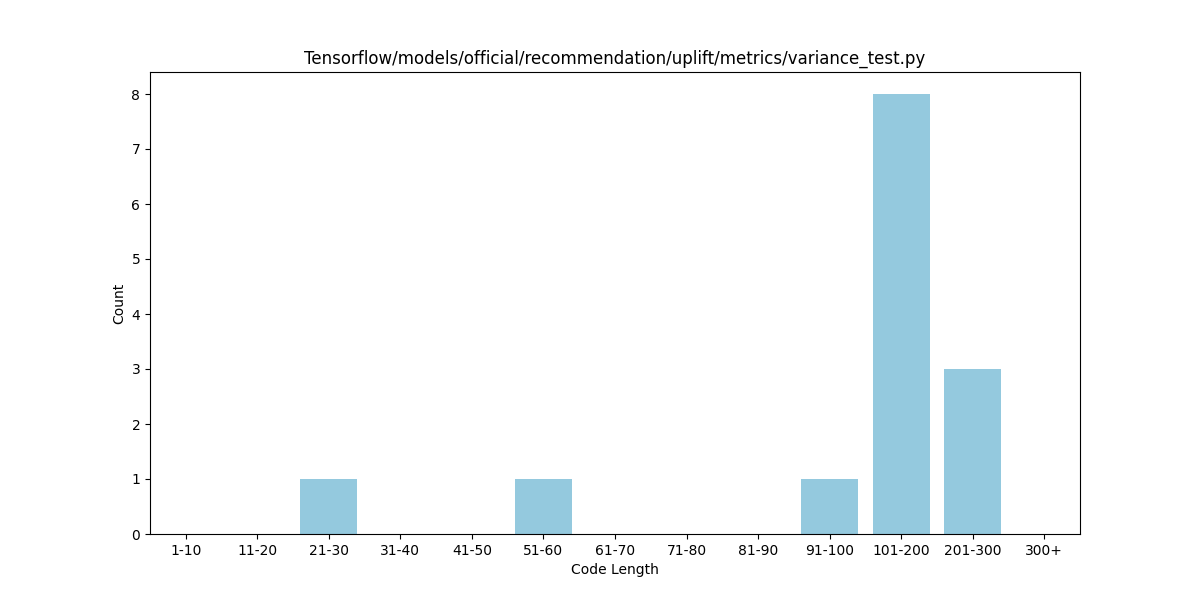 Tensorflow/models/official/recommendation/uplift/metrics/variance_test.py
8
7
6
5
4
3
2
1
0
Count
1-10 11-20 21-30 31-40 41-50 51-60 61-70 71-80 81-90 91-100 101-200 201-300 300+
Code Length